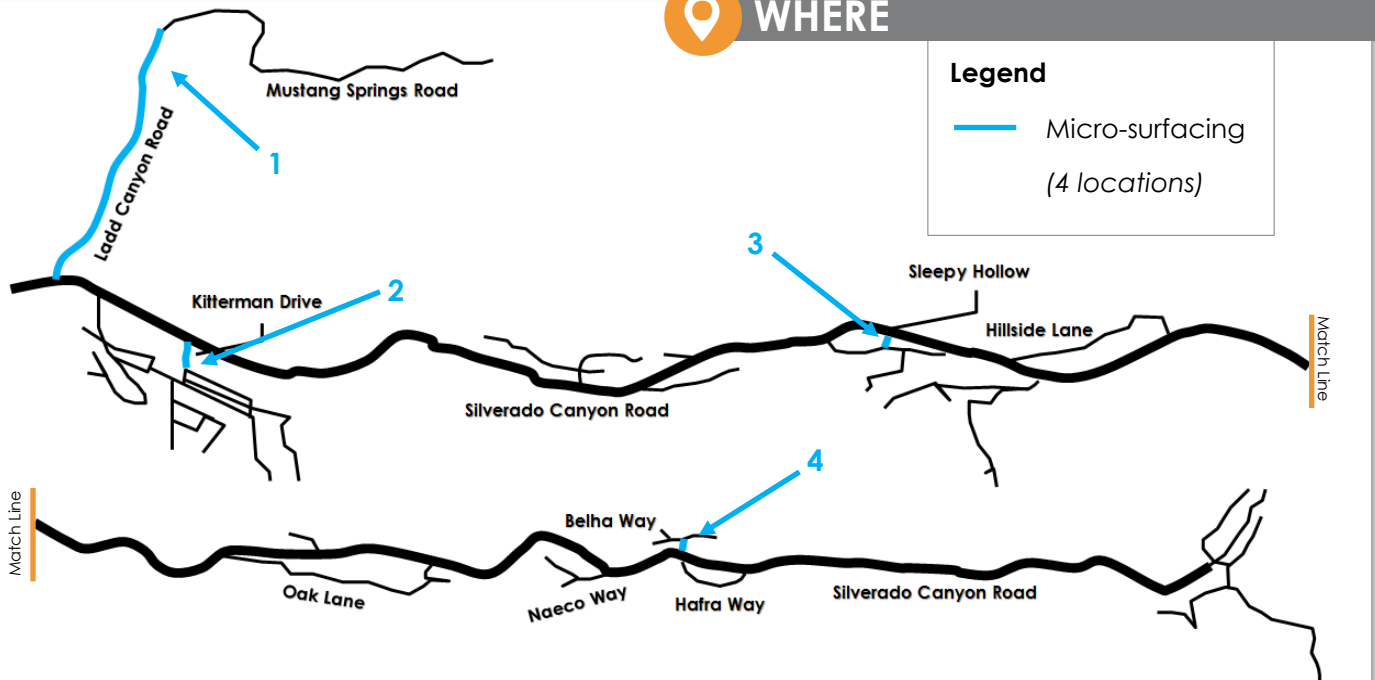 WHERE
Legend
Micro-surfacing
(4 locations)
Mustang Springs Road
1
Ladd Canyon Road
3
Sleepy Hollow
2
Kitterman Drive
Hillside Lane
Match Line
Silverado Canyon Road
4
Match Line
Belha Way
Oak Lane
Naeco Way
Hafra Way
Silverado Canyon Road